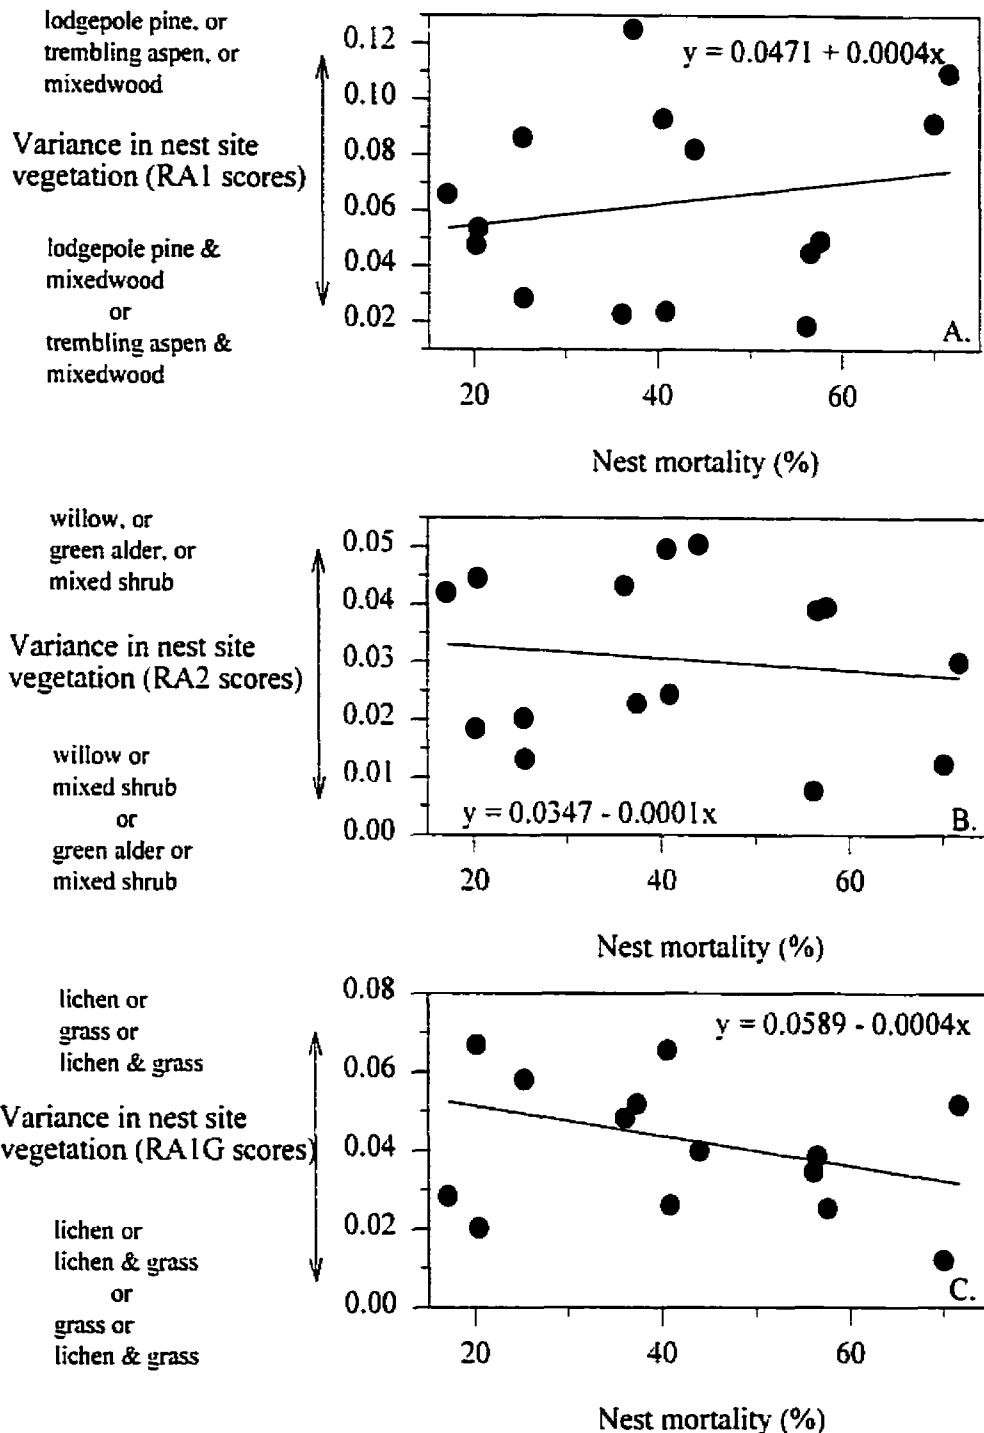 lodgepole pine, or
trembling aspen, or
mixedwood
Variance in nest site
vegetation (RA1 scores)
lodgepole pine &
mixedwood
or
trembling aspen &
mixedwood
0.12
0.10
0.08
0.06
0.04
0.02
y = 0.0471 + 0.0004x
A.
20 40 60
Nest mortality (%)
willow, or
green alder, or
mixed shrub
Variance in nest site
vegetation (RA2 scores)
willow or
mixed shrub
or
green alder or
mixed shrub
0.05
0.04
0.03
0.02
0.01
0.00
y = 0.0347 - 0.0001x
B.
20 40 60
Nest mortality (%)
lichen or
grass or
lichen & grass
Variance in nest site
vegetation (RA1G scores)
lichen or
lichen & grass
or
grass or
lichen & grass
0.08
0.06
0.04
0.02
0.00
y = 0.0589 - 0.0004x
C.
20 40 60
Nest mortality (%)